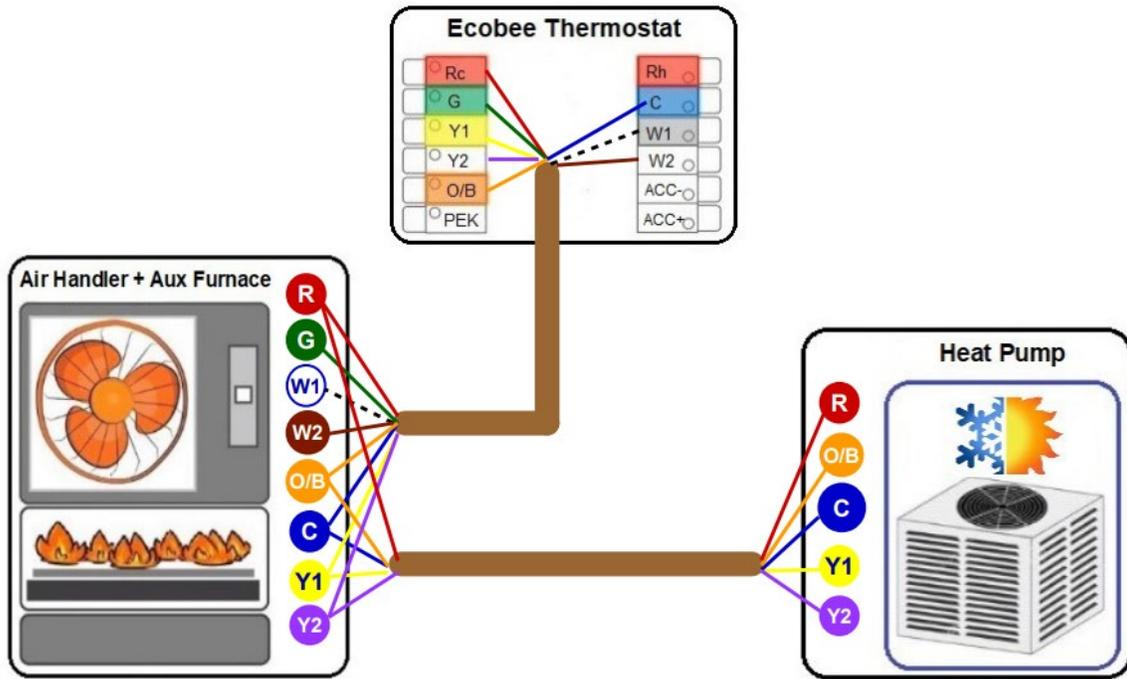 Ecobee Thermostat
Rc
G
Y1
Y2
O/B
PEK
Rh
C
W1
W2
ACC-
ACC+
Air Handler + Aux Furnace
R
G
W1
W2
O/B
C
Y1
Y2
Heat Pump
R
O/B
C
Y1
Y2